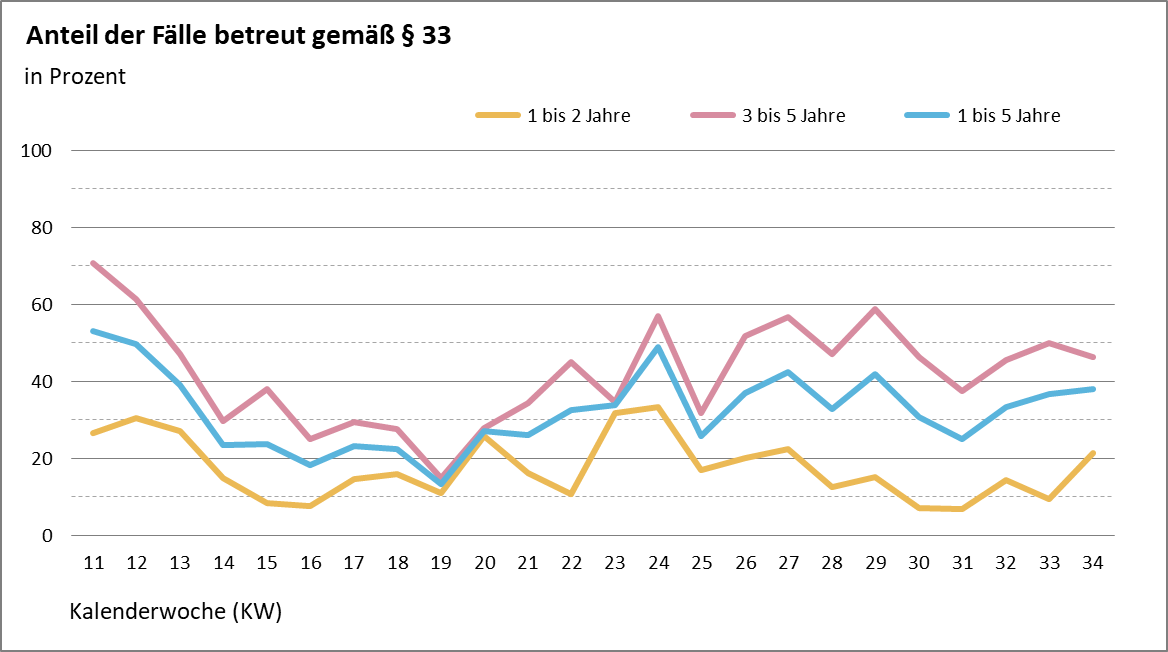 Anteil der Fälle betreut gemäß § 33
in Prozent
1 bis 2 Jahre 3 bis 5 Jahre 1 bis 5 Jahre
100
80
60
40
20
0
11 12 13 14 15 16 17 18 19 20 21 22 23 24 25 26 27 28 29 30 31 32 33 34
Kalenderwoche (KW)